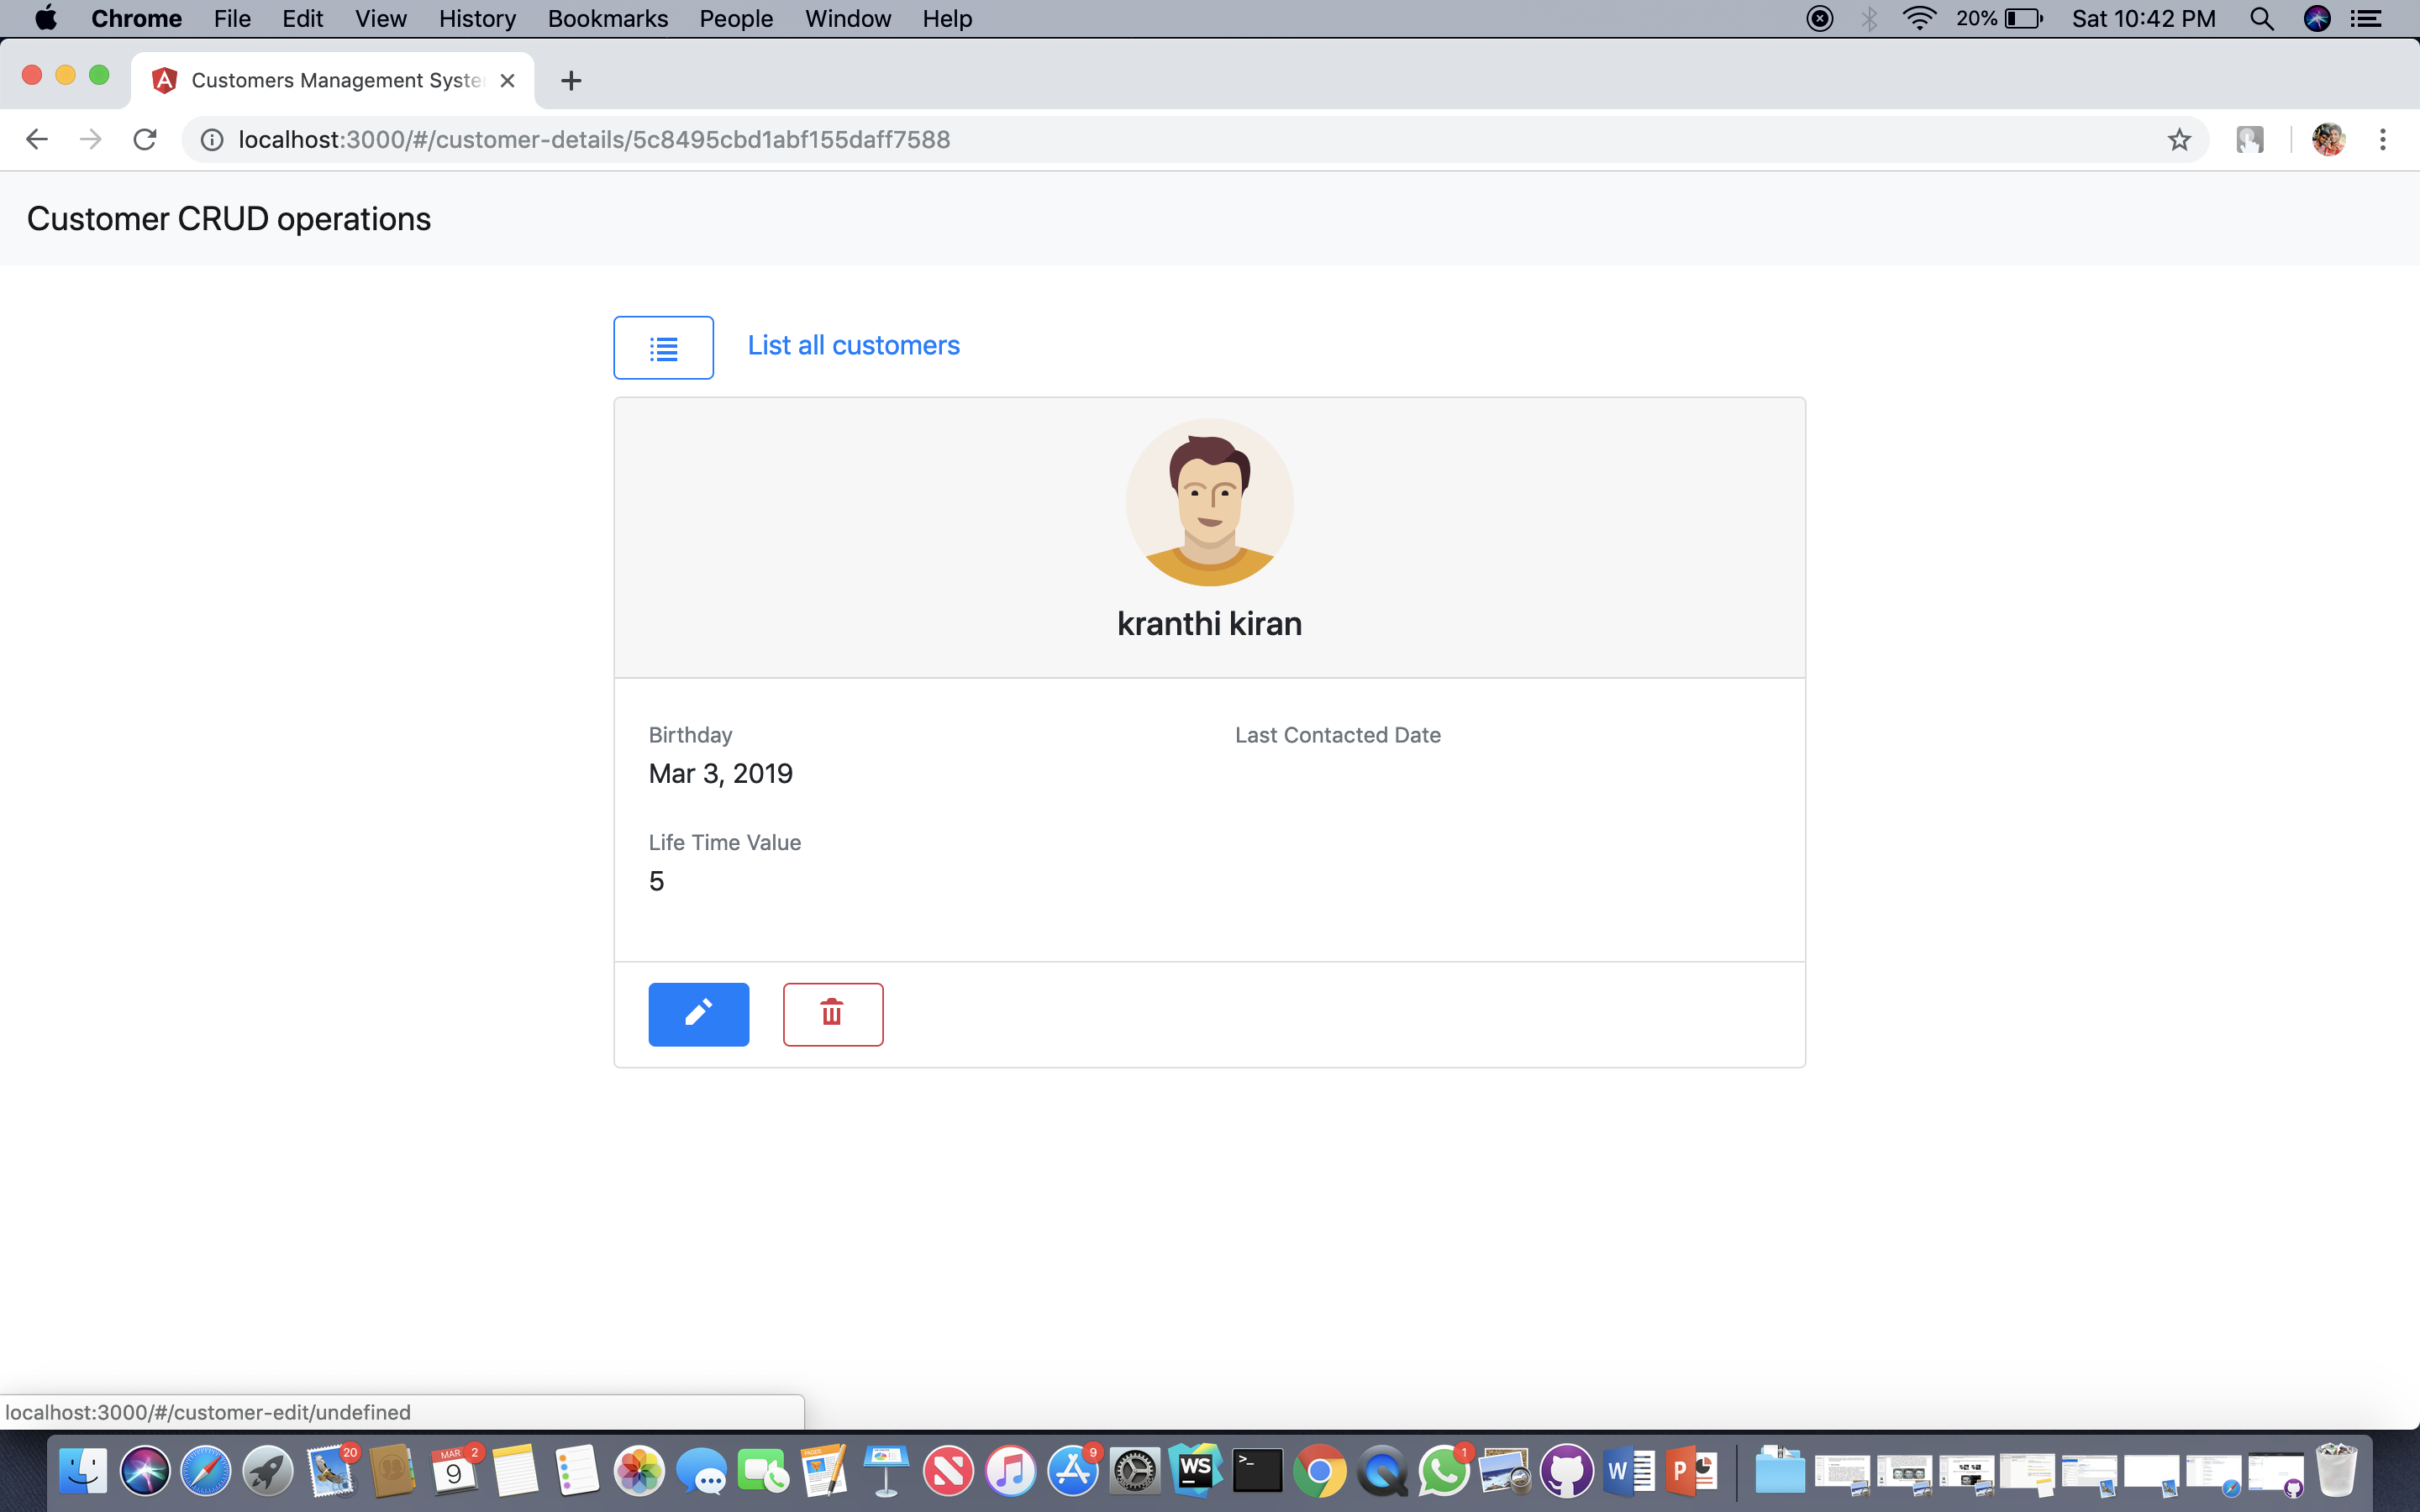 Chrome File Edit View History Bookmarks People Window Help 20% Sat 10:42 PM
Customers Management Syste
localhost:3000/#/customer-details/5c8495cbd1abf155daff7588
Customer CRUD operations
List all customers
kranthi kiran
Birthday Last Contacted Date
Mar 3, 2019
Life Time Value
5
localhost:3000/#/customer-edit/undefined
20 MAR 2 9 PAGES 9 WS >_ 1 W P